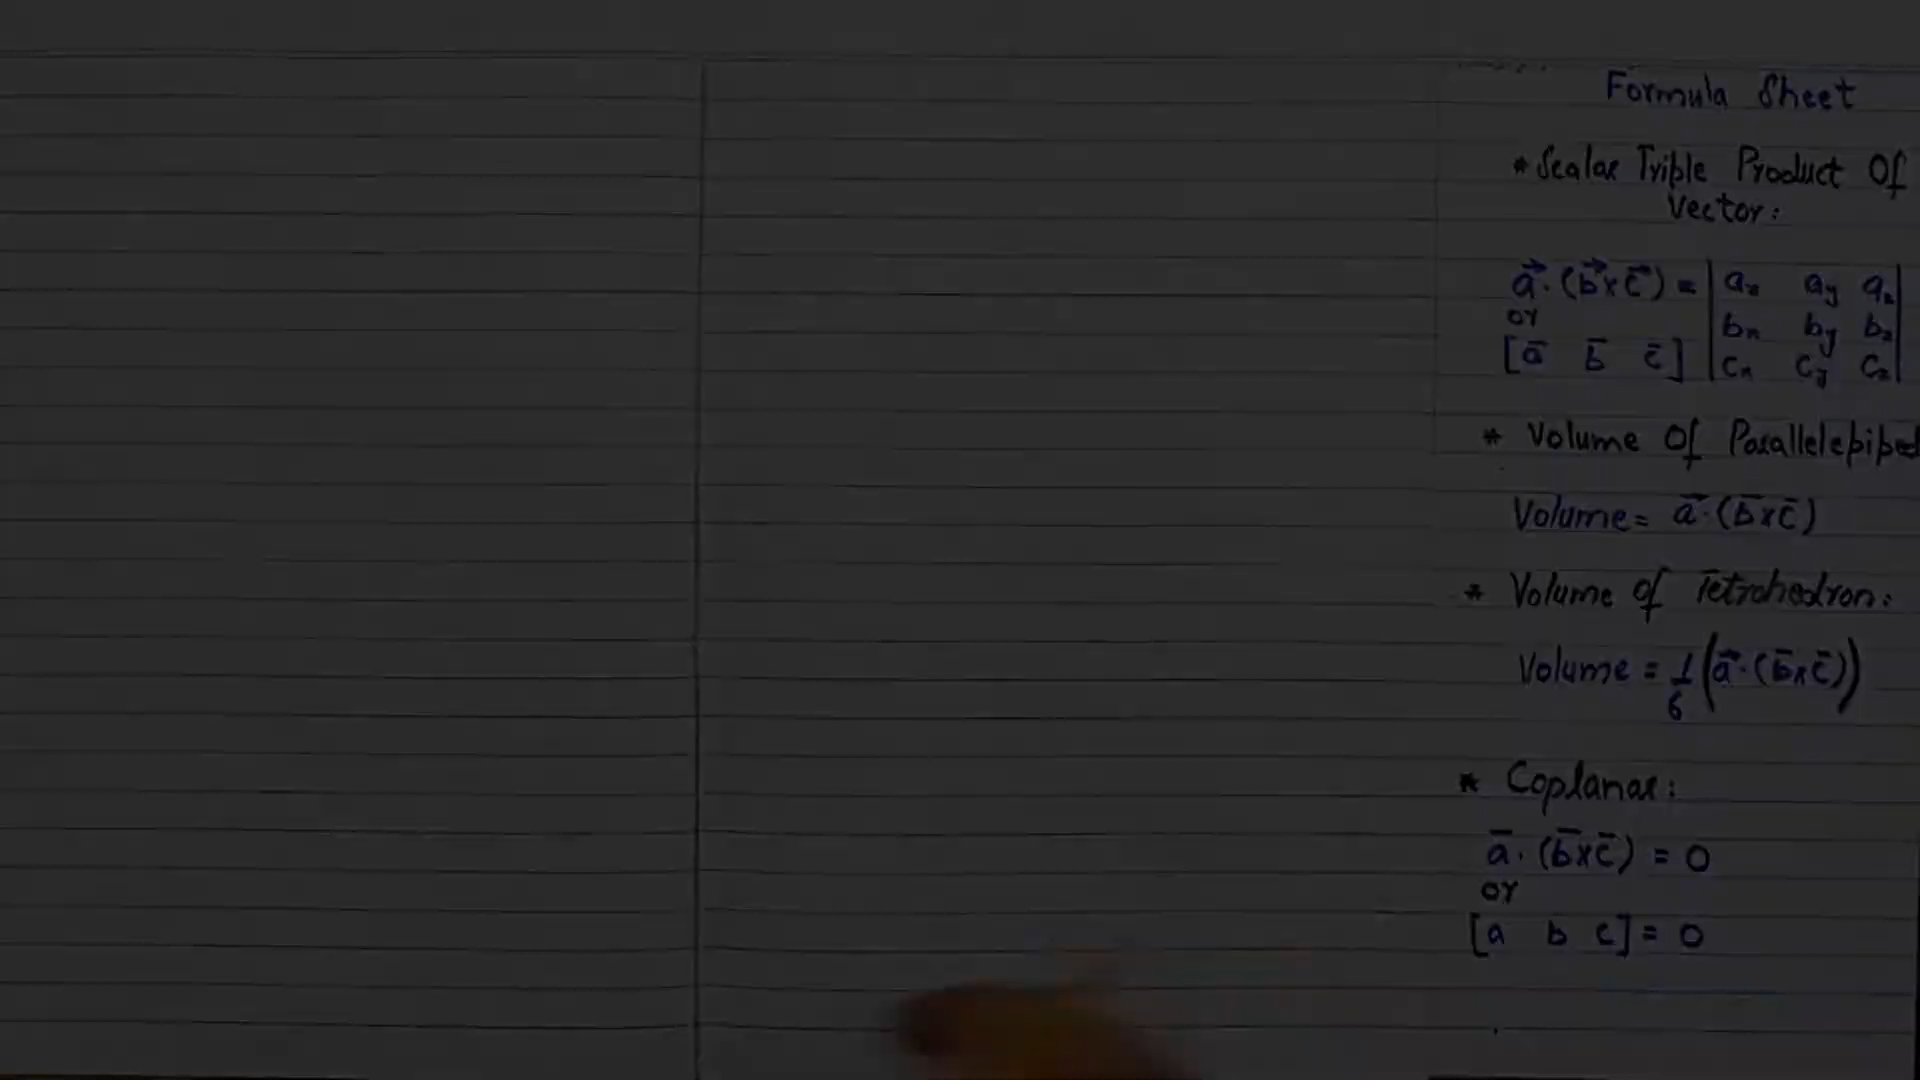 Formula Sheet
* Scalar Triple Product Of
Vector:
a⃗ · (b⃗ x c⃗) = | ax ay az |
or | bx by bz |
[ā b̄ c̄] | cx cy cz |
* Volume Of Parallelepiped
Volume = a⃗ · (b̄ x c̄)
* Volume of Tetrahedron:
Volume = 1/6 (a⃗ · (b̄ x c̄))
* Coplanar:
ā · (b̄ x c̄) = 0
or
[a b c] = 0